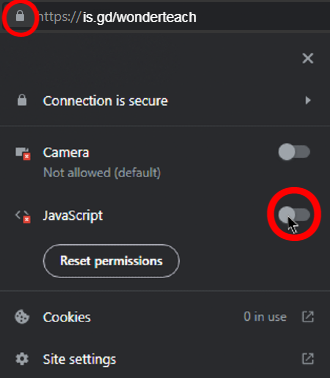 https://is.gd/wonderteach
Connection is secure
Camera
Not allowed (default)
JavaScript
Reset permissions
Cookies 0 in use
Site settings